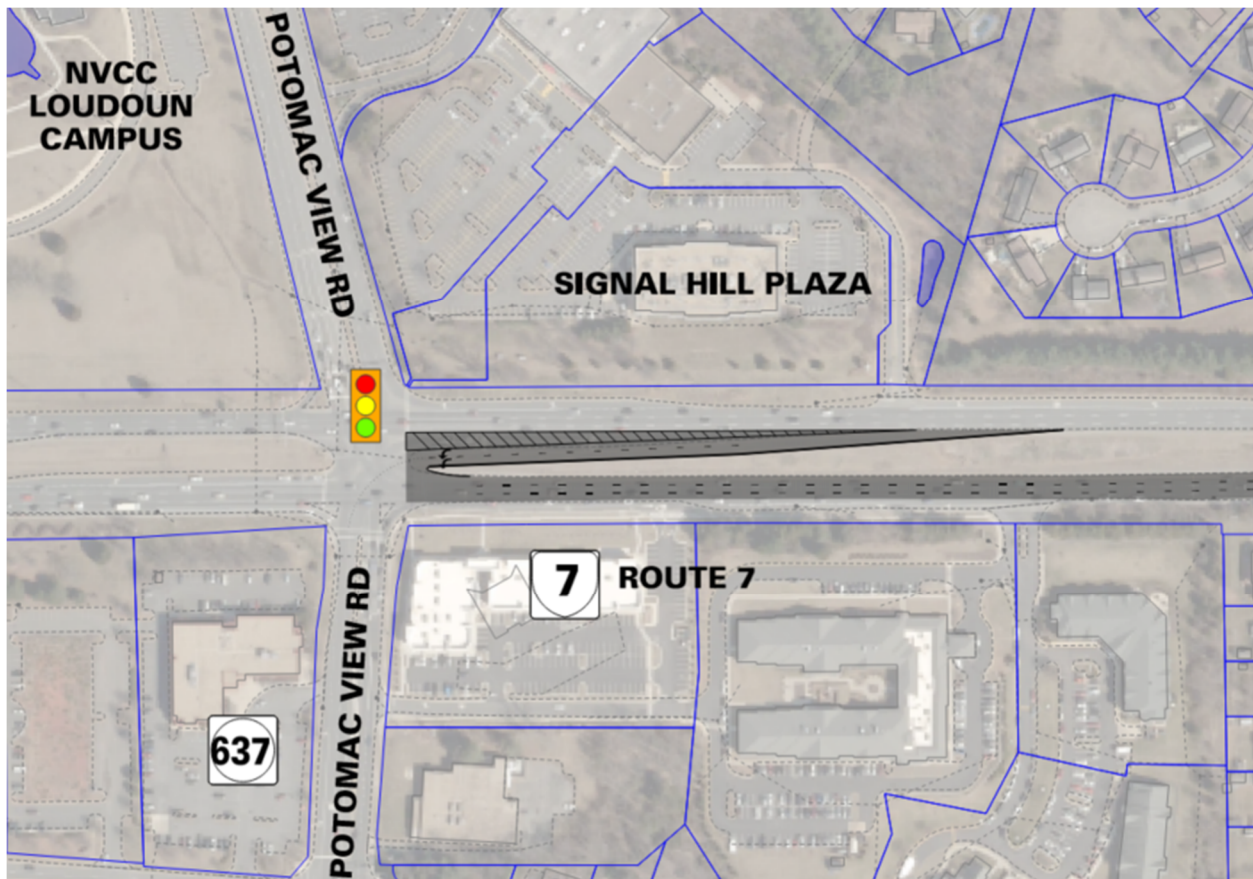 NVCC
LOUDOUN
CAMPUS
POTOMAC VIEW RD
SIGNAL HILL PLAZA
7
ROUTE 7
POTOMAC VIEW RD
637